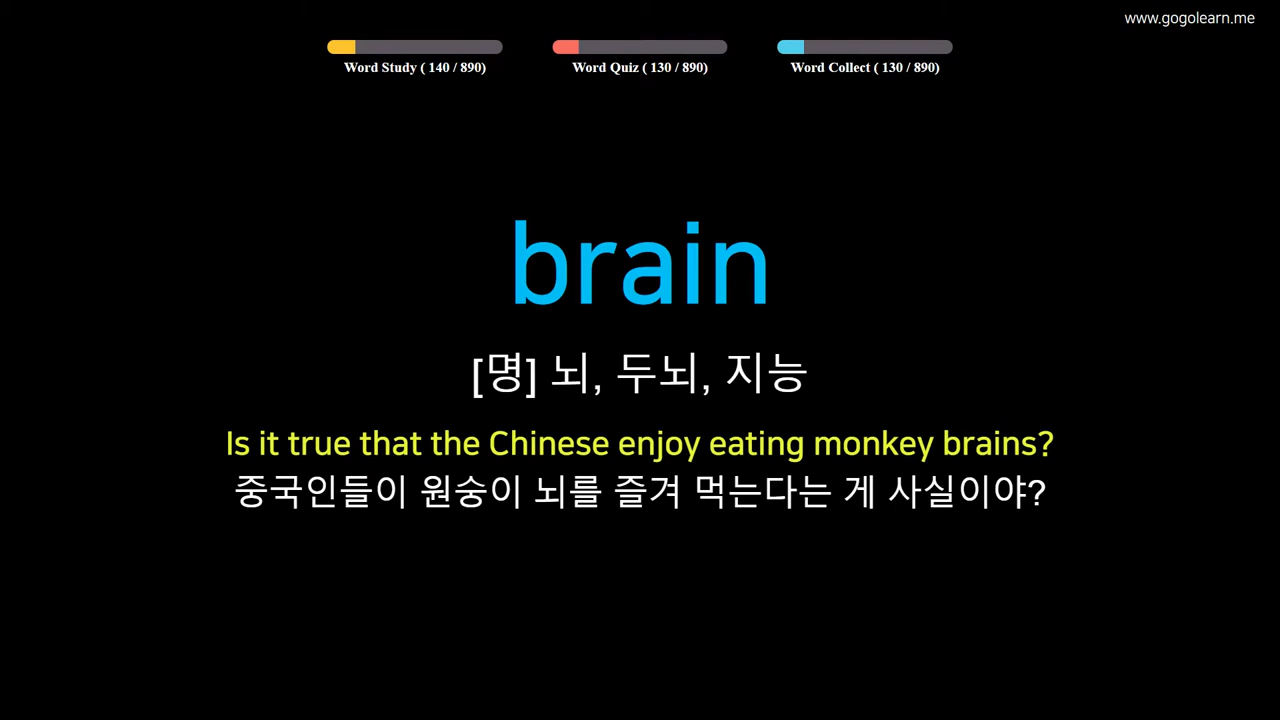 www.gogolearn.me
Word Study ( 140 / 890)
Word Quiz ( 130 / 890)
Word Collect ( 130 / 890)
brain
[명] 뇌, 두뇌, 지능
Is it true that the Chinese enjoy eating monkey brains?
중국인들이 원숭이 뇌를 즐겨 먹는다는 게 사실이야?